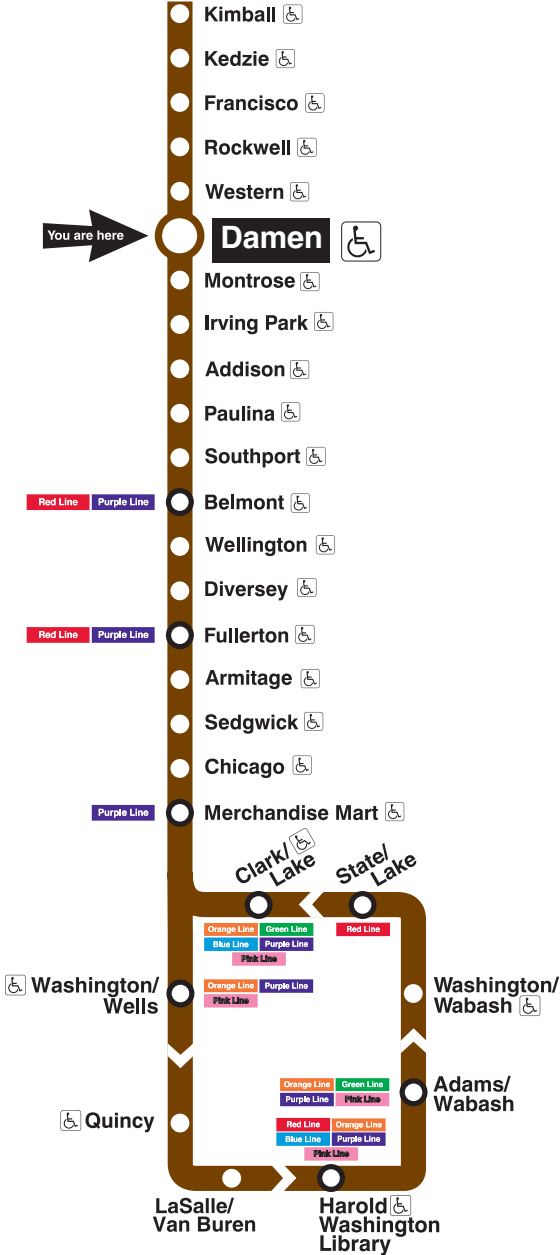 Kimball
Kedzie
Francisco
Rockwell
Western
You are here
Damen
Montrose
Irving Park
Addison
Paulina
Southport
Red Line Purple Line
Belmont
Wellington
Diversey
Red Line Purple Line
Fullerton
Armitage
Sedgwick
Chicago
Purple Line
Merchandise Mart
Clark/
Lake
State/
Lake
Orange Line Green Line
Blue Line Purple Line
Pink Line
Red Line
Washington/
Wells
Orange Line Purple Line
Pink Line
Washington/
Wabash
Orange Line Green Line
Purple Line Pink Line
Adams/
Wabash
Red Line Orange Line
Blue Line Purple Line
Pink Line
Quincy
LaSalle/
Van Buren
Harold
Washington
Library